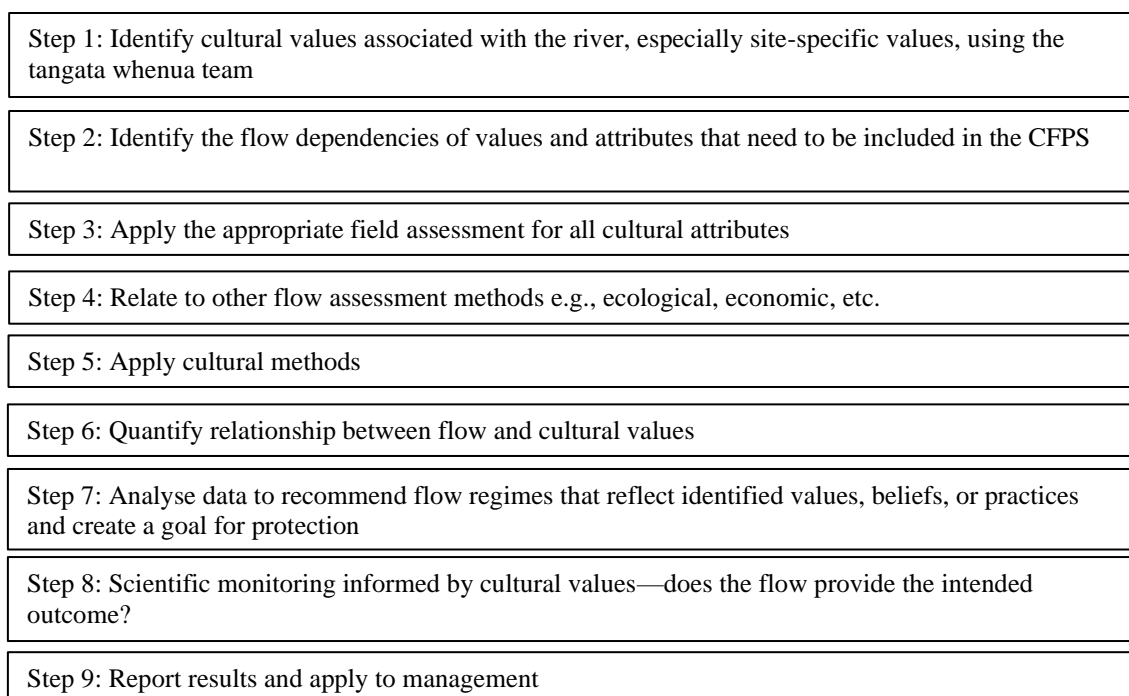 Step 1: Identify cultural values associated with the river, especially site-specific values, using the
tangata whenua team
Step 2: Identify the flow dependencies of values and attributes that need to be included in the CFPS
Step 3: Apply the appropriate field assessment for all cultural attributes
Step 4: Relate to other flow assessment methods e.g., ecological, economic, etc.
Step 5: Apply cultural methods
Step 6: Quantify relationship between flow and cultural values
Step 7: Analyse data to recommend flow regimes that reflect identified values, beliefs, or practices
and create a goal for protection
Step 8: Scientific monitoring informed by cultural values—does the flow provide the intended
outcome?
Step 9: Report results and apply to management